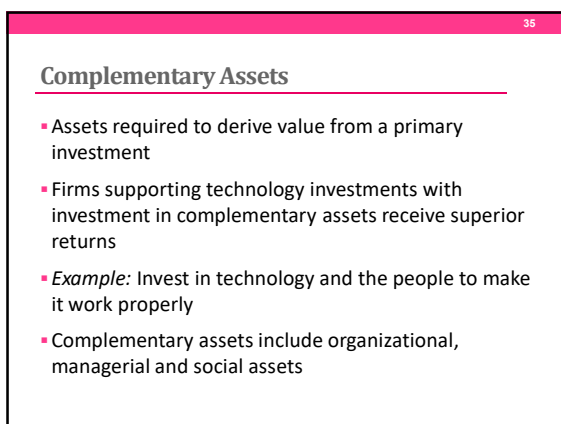 35
Complementary Assets
▪ Assets required to derive value from a primary
investment
▪ Firms supporting technology investments with
investment in complementary assets receive superior
returns
▪ Example: Invest in technology and the people to make
it work properly
▪ Complementary assets include organizational,
managerial and social assets